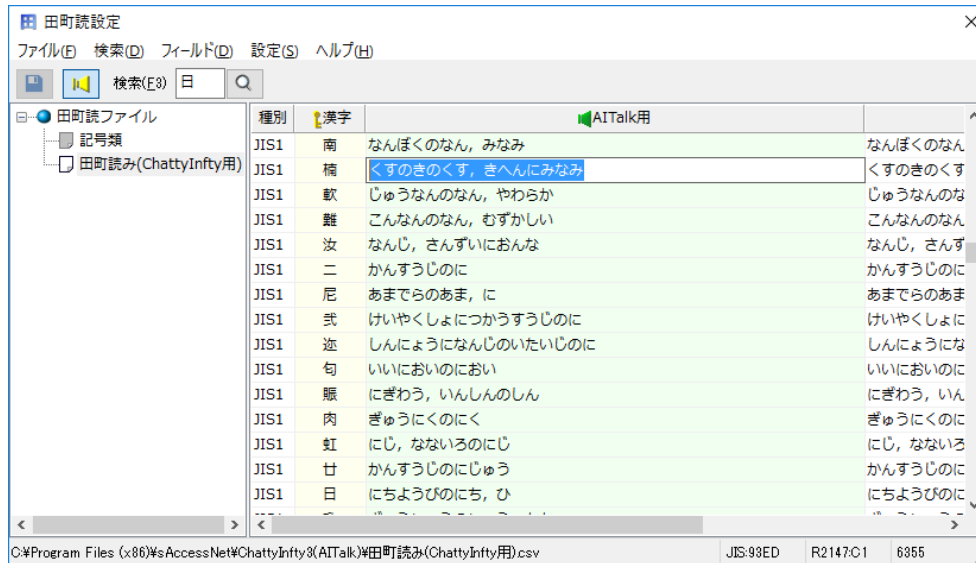 田町読設定
ファイル(F) 検索(D) フィールド(D) 設定(S) ヘルプ(H)
検索(F3) 日
田町読ファイル
記号類
田町読み(ChattyInfty用)
種別 漢字 AITalk用
JIS1 南 なんぼくのなん，みなみ なんぼくのなん
JIS1 楠 くすのきのくす，きへんにみなみ くすのきのくす
JIS1 軟 じゅうなんのなん，やわらか じゅうなんのな
JIS1 難 こんなんのなん，むずかしい こんなんのなん
JIS1 汝 なんじ，さんずいにおんな なんじ，さんず
JIS1 二 かんすうじのに かんすうじのに
JIS1 尼 あまでらのあま，に あまでらのあま
JIS1 弐 けいやくしょにつかうすうじのに けいやくしょに
JIS1 迩 しんにょうになんじのいたいじのに しんにょうにな
JIS1 匂 いいにおいのにおい いいにおいのに
JIS1 賑 にぎわう，いんしんのしん にぎわう，いん
JIS1 肉 ぎゅうにくのにく ぎゅうにくのに
JIS1 虹 にじ，なないろのにじ にじ，なないろ
JIS1 廿 かんすうじのにじゅう かんすうじのに
JIS1 日 にちようびのにち，ひ にちようびのに
C:¥Program Files (x86)¥sAccessNet¥ChattyInfty3(AITalk)¥田町読み(ChattyInfty用).csv JIS:93ED R2147:C1 6355